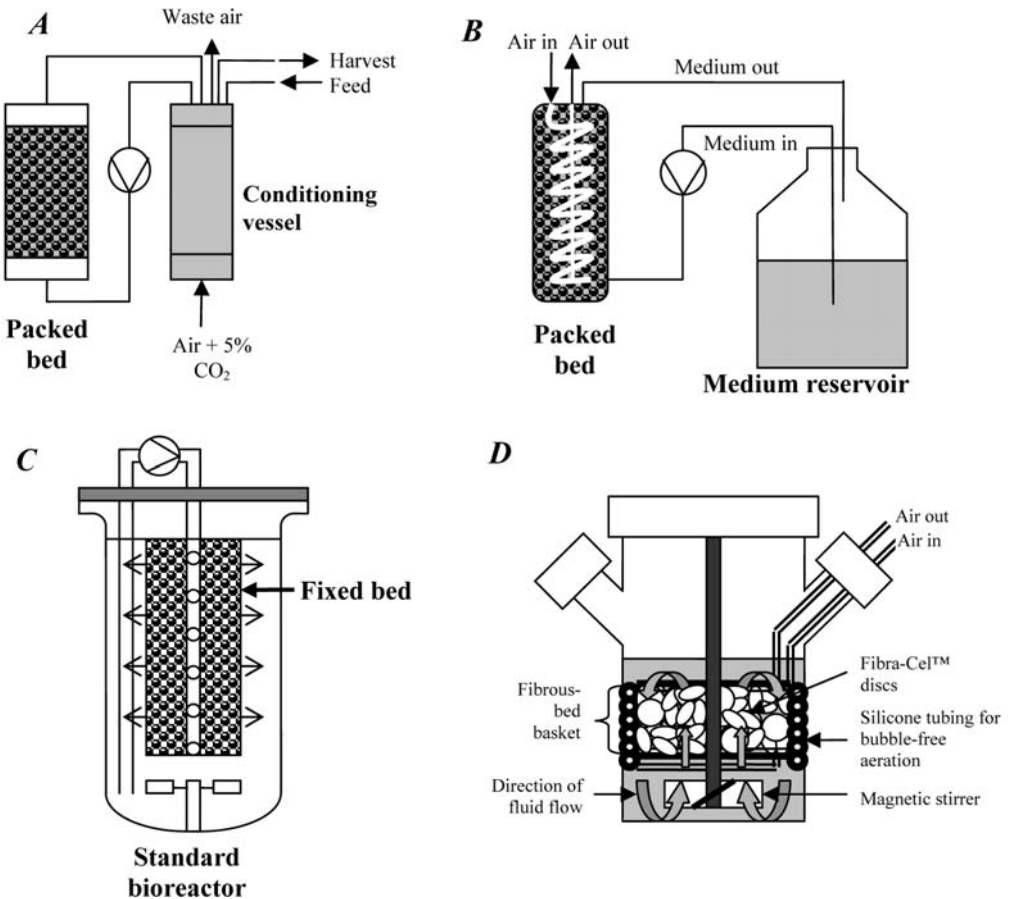 A
Waste air
Harvest
Feed
Conditioning
vessel
Packed
bed
Air + 5%
CO₂
B
Air in Air out
Medium out
Medium in
Packed
bed
Medium reservoir
C
Fixed bed
Standard
bioreactor
D
Air out
Air in
Fibra-Cel™
discs
Fibrous-
bed
basket
Silicone tubing for
bubble-free
aeration
Direction of
fluid flow
Magnetic stirrer